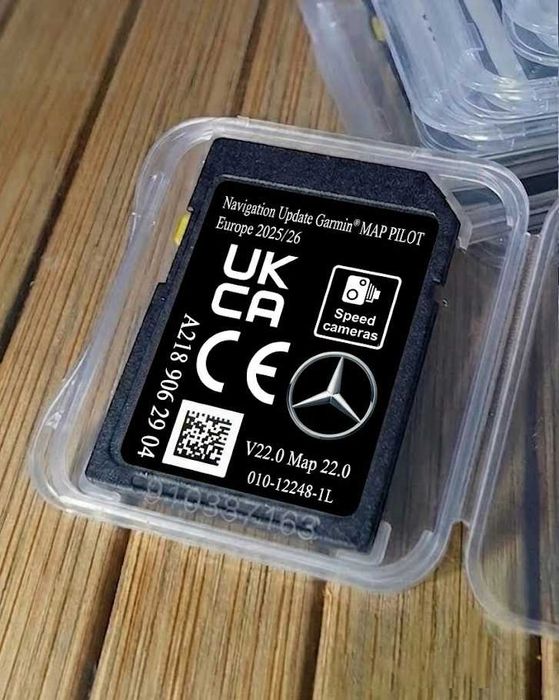 Navigation Update Garmin® MAP PILOT
Europe 2025/26
UK
CA
Speed
cameras
CE
A218 906 29 04
V22.0 Map 22.0
010-12248-1L